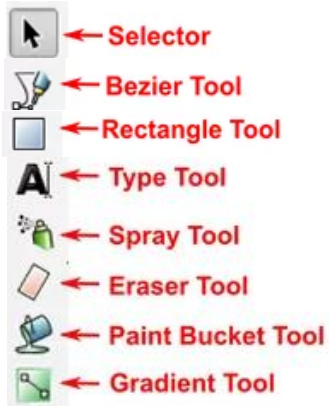 Selector
Bezier Tool
Rectangle Tool
Type Tool
Spray Tool
Eraser Tool
Paint Bucket Tool
Gradient Tool